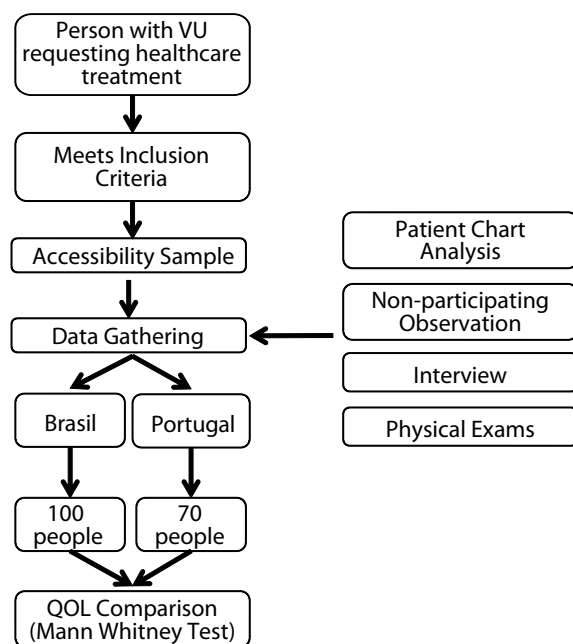 Person with VU
requesting healthcare
treatment
Meets Inclusion
Criteria
Accessibility Sample
Data Gathering
Patient Chart
Analysis
Non-participating
Observation
Interview
Physical Exams
Brasil
Portugal
100
people
70
people
QOL Comparison
(Mann Whitney Test)